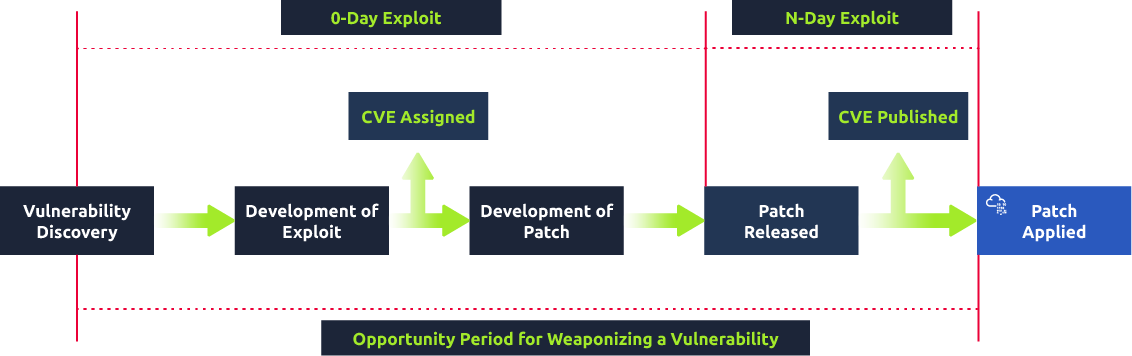 0-Day Exploit
N-Day Exploit
CVE Assigned
CVE Published
Vulnerability
Discovery
Development of
Exploit
Development of
Patch
Patch
Released
Patch
Applied
Opportunity Period for Weaponizing a Vulnerability